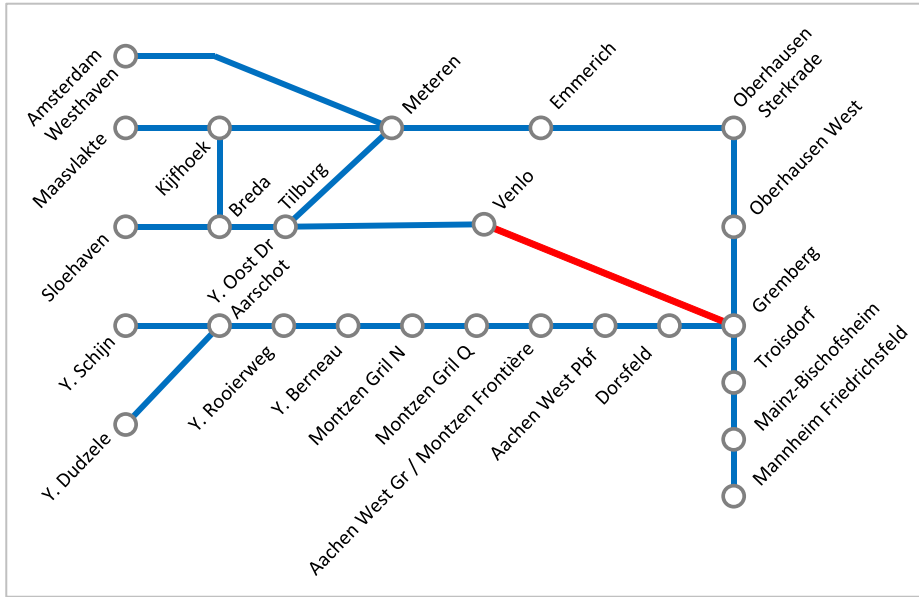 Amsterdam
Westhaven
Maasvlakte
Kijfhoek
Meteren
Emmerich
Oberhausen
Sterkrade
Oberhausen West
Sloehaven
Breda
Tilburg
Venlo
Y. Oost Dr
Aarschot
Gremberg
Y. Schijn
Y. Rooierweg
Y. Berneau
Montzen Gril N
Montzen Gril Q
Aachen West Gr / Montzen Frontière
Aachen West Pbf
Dorsfeld
Troisdorf
Mainz-Bischofsheim
Mannheim Friedrichsfeld
Y. Dudzele